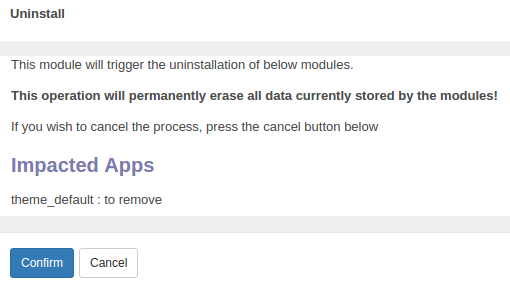 Uninstall
This module will trigger the uninstallation of below modules.
This operation will permanently erase all data currently stored by the modules!
If you wish to cancel the process, press the cancel button below
Impacted Apps
theme_default : to remove
Confirm
Cancel